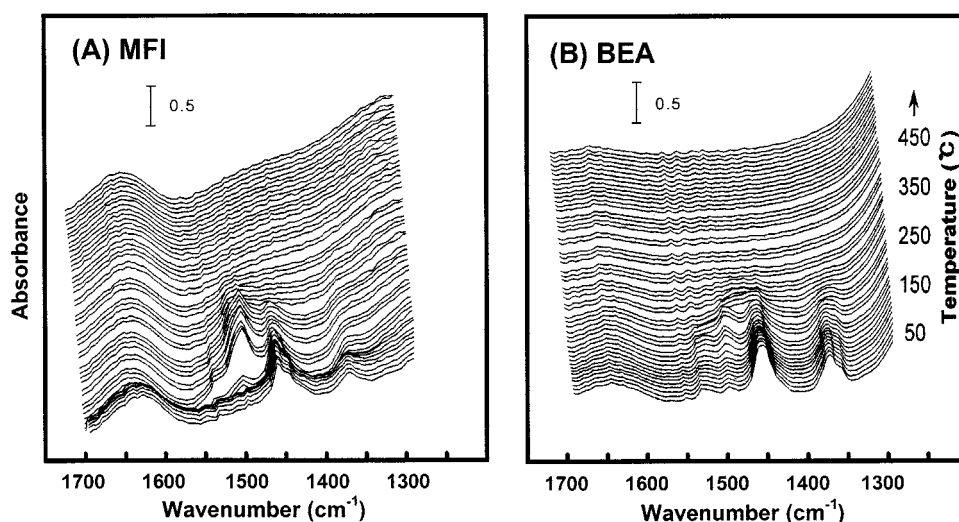 (A) MFI
0.5
Absorbance
1700 1600 1500 1400 1300
Wavenumber (cm⁻¹)
(B) BEA
0.5
450
350
250
150
50
Temperature (℃)
1700 1600 1500 1400 1300
Wavenumber (cm⁻¹)